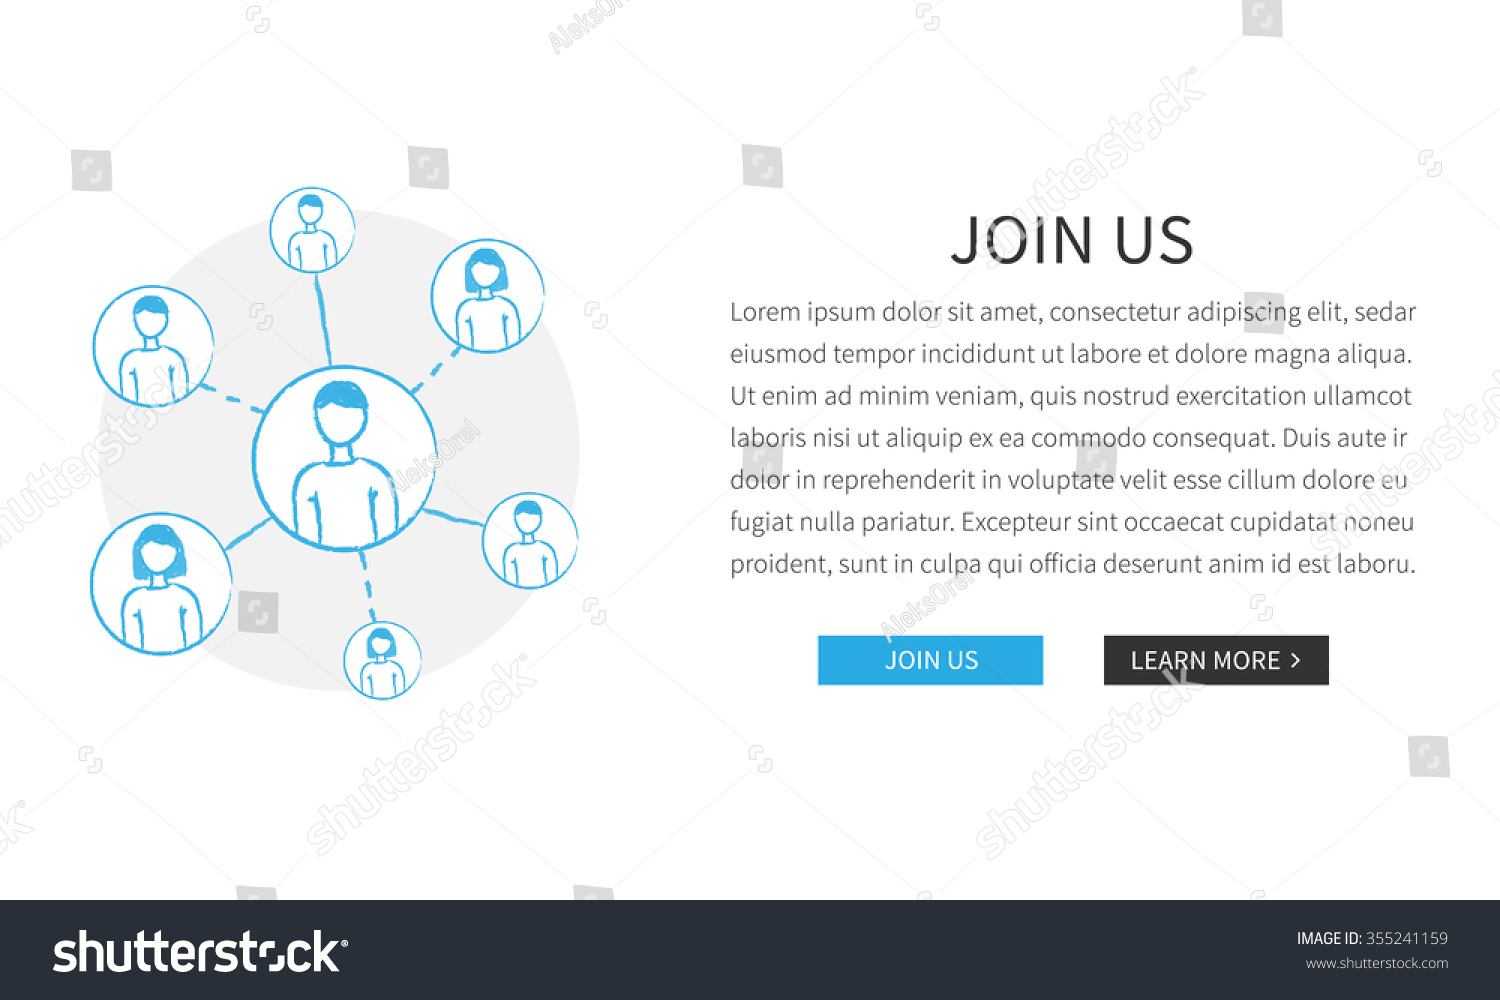 JOIN US
Lorem ipsum dolor sit amet, consectetur adipiscing elit, sedar
eiusmod tempor incididunt ut labore et dolore magna aliqua.
Ut enim ad minim veniam, quis nostrud exercitation ullamcot
laboris nisi ut aliquip ex ea commodo consequat. Duis aute ir
dolor in reprehenderit in voluptate velit esse cillum dolore eu
fugiat nulla pariatur. Excepteur sint occaecat cupidatat noneu
proident, sunt in culpa qui officia deserunt anim id est laboru.
JOIN US
LEARN MORE >
shutterstock
AleksOrel
shutterstock
IMAGE ID: 355241159
www.shutterstock.com